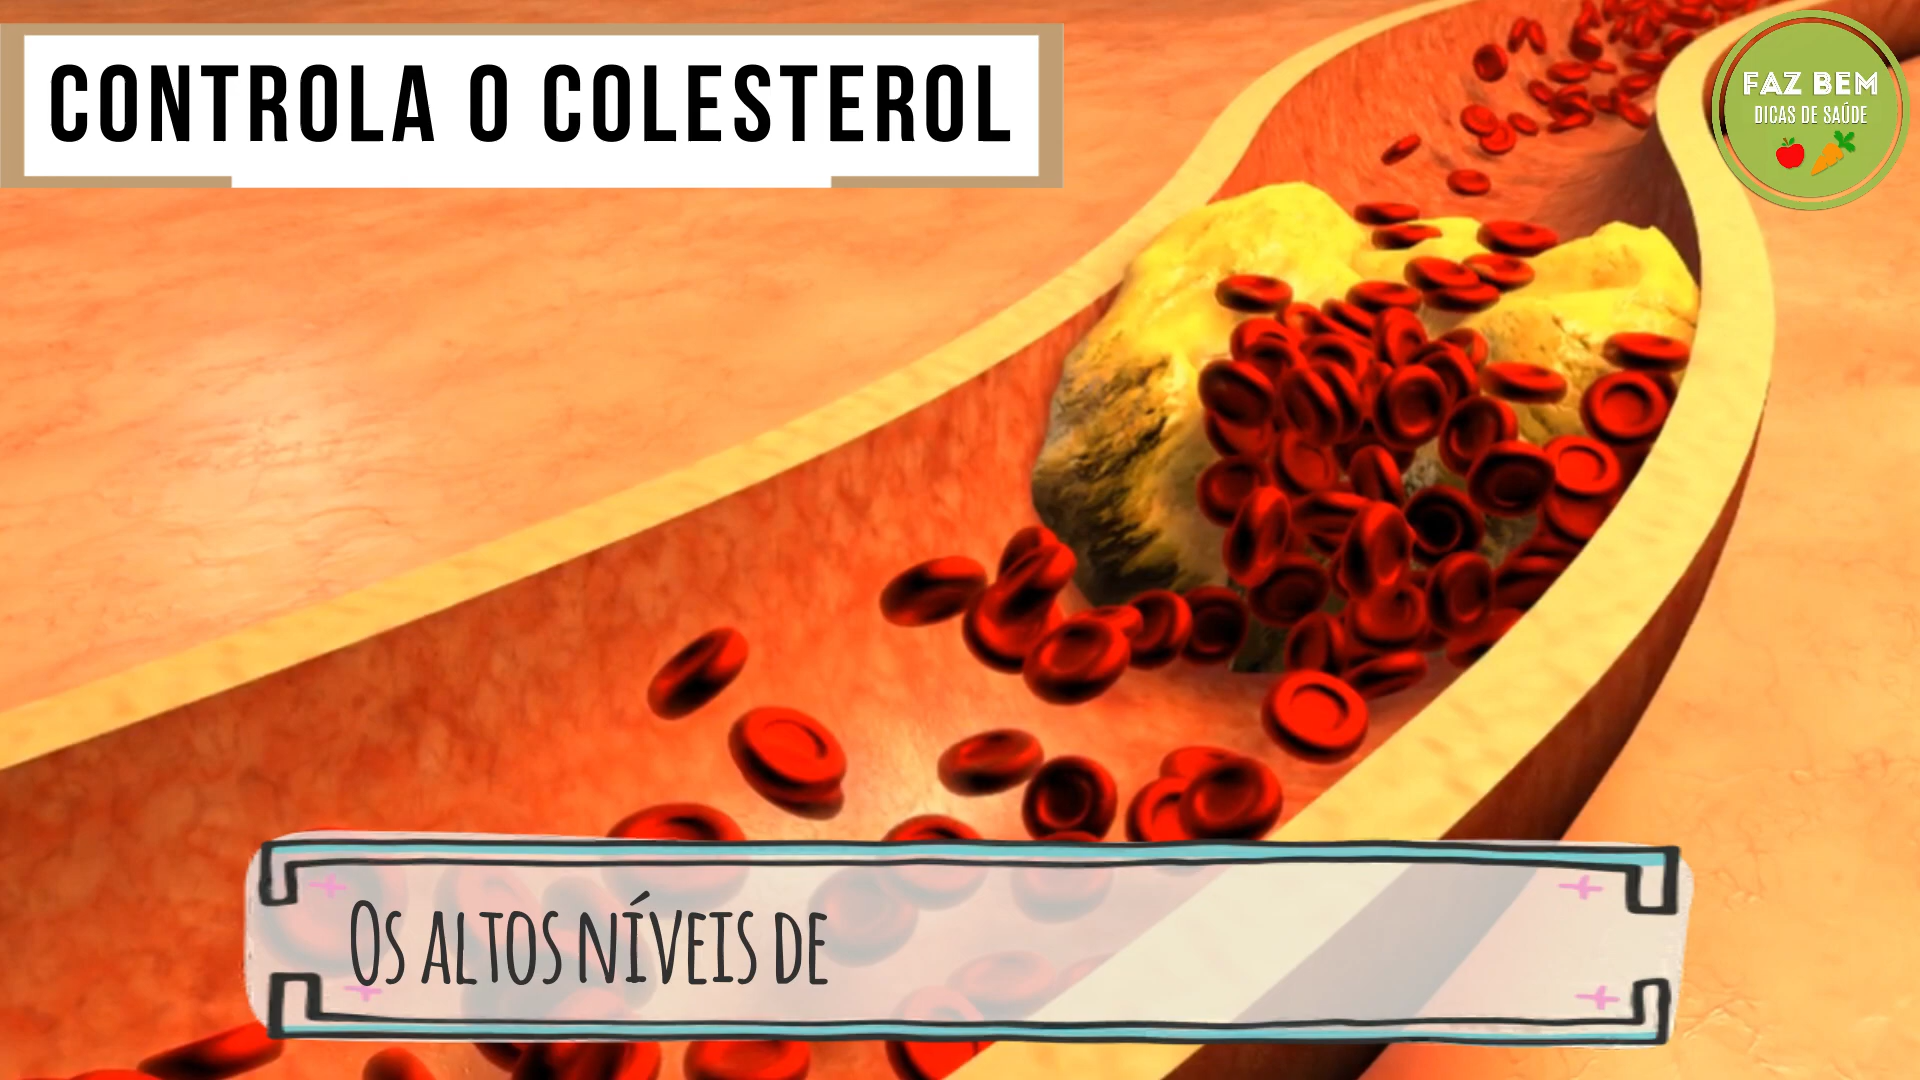 CONTROLA O COLESTEROL
FAZ BEM
DICAS DE SAÚDE
OS ALTOS NÍVEIS DE